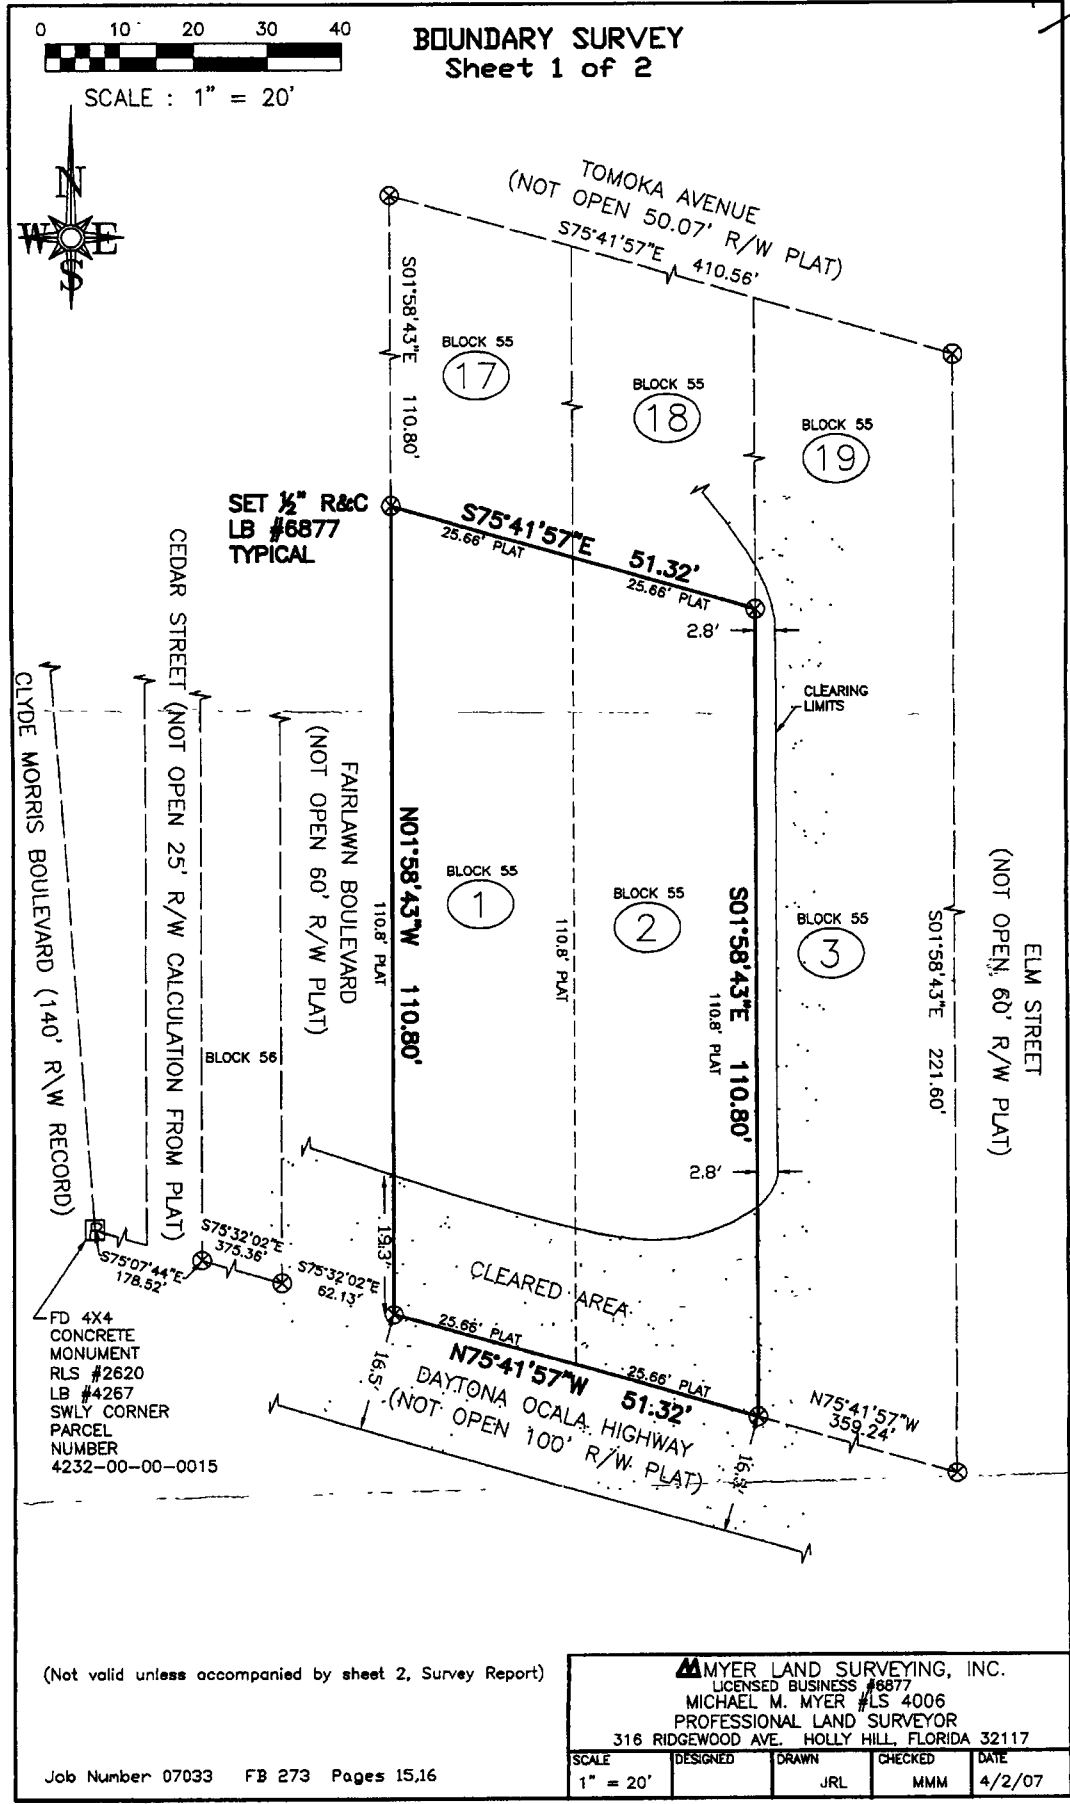 0 10 20 30 40
SCALE : 1" = 20'
BOUNDARY SURVEY
Sheet 1 of 2
N
W E
S
TOMOKA AVENUE
(NOT OPEN 50.07' R/W PLAT)
S75°41'57"E 410.56'
S01°58'43"E 110.80'
BLOCK 55
17
BLOCK 55
18
BLOCK 55
19
SET ½" R&C
LB #6877
TYPICAL
S75°41'57"E 51.32'
25.66' PLAT
25.66' PLAT
2.8'
CLEARING
LIMITS
CLYDE MORRIS BOULEVARD (140' R\W RECORD)
CEDAR STREET (NOT OPEN 25' R/W CALCULATION FROM PLAT)
BLOCK 56
FAIRLAWN BOULEVARD
(NOT OPEN 60' R/W PLAT)
N01°58'43"W 110.80'
110.8' PLAT
BLOCK 55
1
110.8' PLAT
BLOCK 55
2
S01°58'43"E 110.80'
110.8' PLAT
BLOCK 55
3
S01°58'43"E 221.60'
ELM STREET
(NOT OPEN 60' R/W PLAT)
2.8'
19.3'
R
S75°07'44"E
178.52'
S75°32'02"E
375.36'
S75°32'02"E
62.13'
CLEARED AREA
FD 4X4
CONCRETE
MONUMENT
RLS #2620
LB #4267
SWLY CORNER
PARCEL
NUMBER
4232-00-00-0015
25.66' PLAT
25.66' PLAT
N75°41'57"W 51.32'
DAYTONA OCALA HIGHWAY
(NOT OPEN 100' R/W PLAT)
16.5'
16.5'
N75°41'57"W
359.24'
(Not valid unless accompanied by sheet 2, Survey Report)
Job Number 07033 FB 273 Pages 15,16
MYER LAND SURVEYING, INC.
LICENSED BUSINESS #6877
MICHAEL M. MYER #LS 4006
PROFESSIONAL LAND SURVEYOR
316 RIDGEWOOD AVE. HOLLY HILL, FLORIDA 32117
SCALE DESIGNED DRAWN CHECKED DATE
1" = 20' JRL MMM 4/2/07